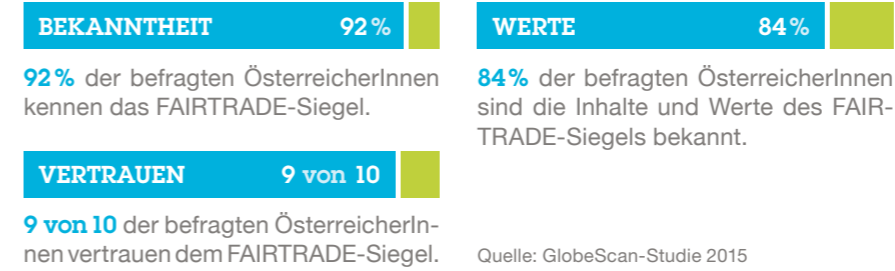 BEKANNTHEIT 92%
92% der befragten ÖsterreicherInnen
kennen das FAIRTRADE-Siegel.
VERTRAUEN 9 von 10
9 von 10 der befragten ÖsterreicherIn-
nen vertrauen dem FAIRTRADE-Siegel.
WERTE 84%
84% der befragten ÖsterreicherInnen
sind die Inhalte und Werte des FAIR-
TRADE-Siegels bekannt.
Quelle: GlobeScan-Studie 2015